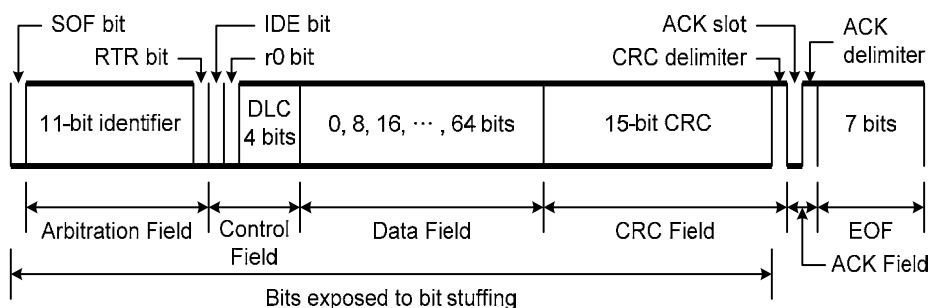 SOF bit
IDE bit
ACK slot
ACK
delimiter
RTR bit
r0 bit
CRC delimiter
11-bit identifier
DLC
4 bits
0, 8, 16, ··· , 64 bits
15-bit CRC
7 bits
Arbitration Field
Control
Field
Data Field
CRC Field
EOF
ACK Field
Bits exposed to bit stuffing